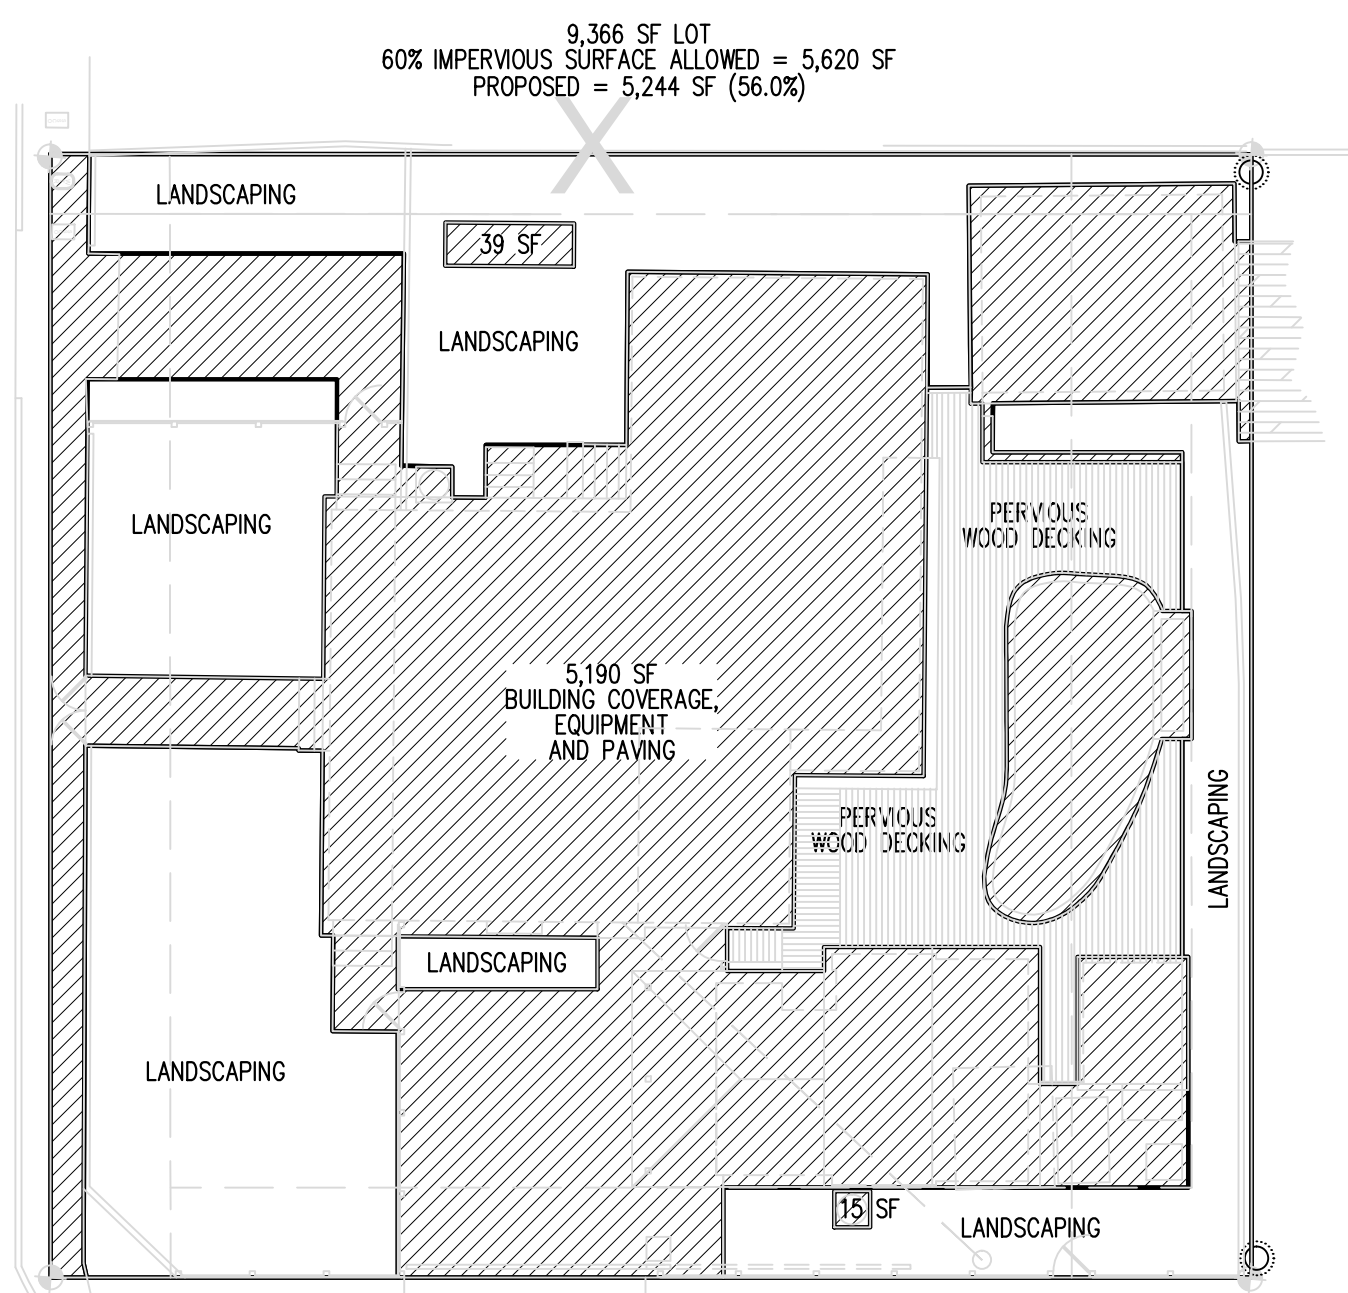 9,366 SF LOT
60% IMPERVIOUS SURFACE ALLOWED = 5,620 SF
PROPOSED = 5,244 SF (56.0%)
X
LANDSCAPING
39 SF
LANDSCAPING
LANDSCAPING
PERVIOUS
WOOD DECKING
5,190 SF
BUILDING COVERAGE,
EQUIPMENT
AND PAVING
PERVIOUS
WOOD DECKING
LANDSCAPING
LANDSCAPING
LANDSCAPING
15 SF
LANDSCAPING